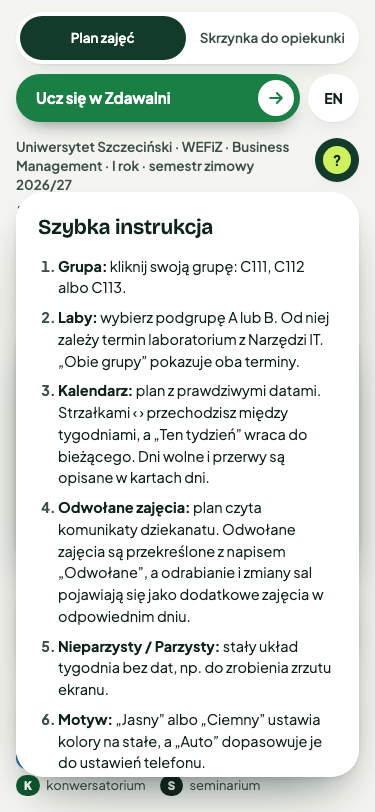 Plan zajęć
Skrzynka do opiekunki
Ucz się w Zdawalni
EN
Uniwersytet Szczeciński · WEFiZ · Business
Management · I rok · semestr zimowy
2026/27
?
Szybka instrukcja
1. Grupa: kliknij swoją grupę: C111, C112
albo C113.
2. Laby: wybierz podgrupę A lub B. Od niej
zależy termin laboratorium z Narzędzi IT.
„Obie grupy” pokazuje oba terminy.
3. Kalendarz: plan z prawdziwymi datami.
Strzałkami ‹ › przechodzisz między
tygodniami, a „Ten tydzień” wraca do
bieżącego. Dni wolne i przerwy są
opisane w kartach dni.
4. Odwołane zajęcia: plan czyta
komunikaty dziekanatu. Odwołane
zajęcia są przekreślone z napisem
„Odwołane”, a odrabianie i zmiany sal
pojawiają się jako dodatkowe zajęcia w
odpowiednim dniu.
5. Nieparzysty / Parzysty: stały układ
tygodnia bez dat, np. do zrobienia zrzutu
ekranu.
6. Motyw: „Jasny” albo „Ciemny” ustawia
kolory na stałe, a „Auto” dopasowuje je
do ustawień telefonu.
K konwersatorium S seminarium